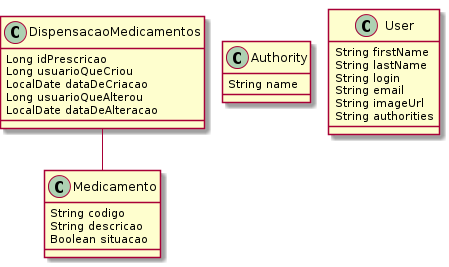 C DispensacaoMedicamentos
Long idPrescricao
Long usuarioQueCriou
LocalDate dataDeCriacao
Long usuarioQueAlterou
LocalDate dataDeAlteracao
C Authority
String name
C User
String firstName
String lastName
String login
String email
String imageUrl
String authorities
C Medicamento
String codigo
String descricao
Boolean situacao